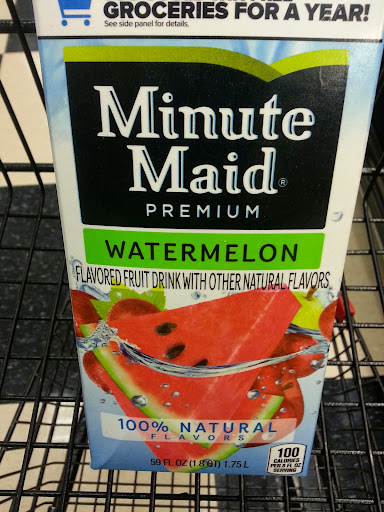 GROCERIES FOR A YEAR!
See side panel for details.
Minute
Maid®
PREMIUM
WATERMELON
FLAVORED FRUIT DRINK WITH OTHER NATURAL FLAVORS
100% NATURAL
FLAVORS
59 FL OZ (1.8 QT) 1.75 L
100
CALORIES
PER 8 FL OZ
SERVING